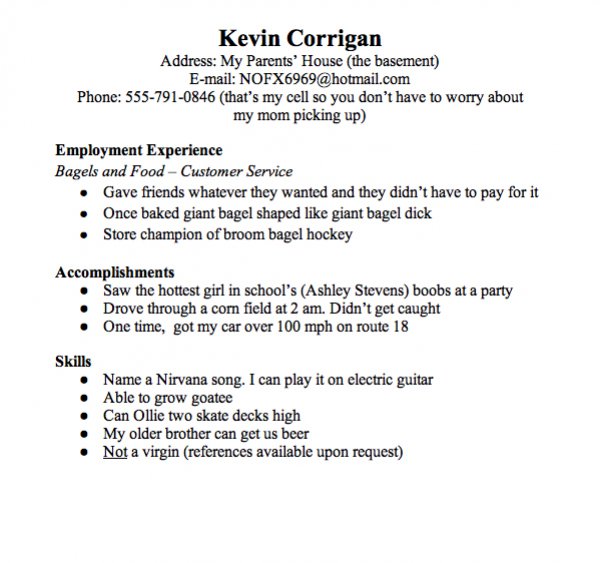 Kevin Corrigan
Address: My Parents’ House (the basement)
E-mail: NOFX6969@hotmail.com
Phone: 555-791-0846 (that’s my cell so you don’t have to worry about
my mom picking up)
Employment Experience
Bagels and Food – Customer Service
● Gave friends whatever they wanted and they didn’t have to pay for it
● Once baked giant bagel shaped like giant bagel dick
● Store champion of broom bagel hockey
Accomplishments
● Saw the hottest girl in school’s (Ashley Stevens) boobs at a party
● Drove through a corn field at 2 am. Didn’t get caught
● One time,  got my car over 100 mph on route 18
Skills
● Name a Nirvana song. I can play it on electric guitar
● Able to grow goatee
● Can Ollie two skate decks high
● My older brother can get us beer
● Not a virgin (references available upon request)